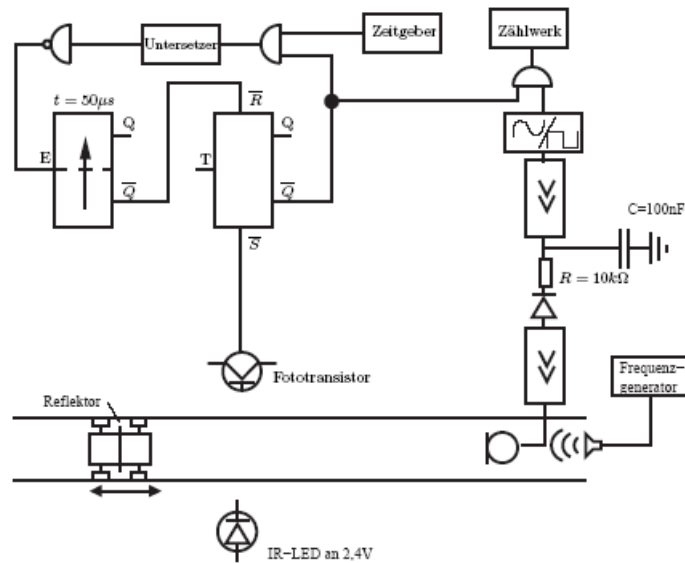 Zeitgeber
Zählwerk
Untersetzer
t = 50μs
R̅
Q
Q
E
T
Q̅
Q̅
S̅
C=100nF
R = 10kΩ
Fototransistor
Frequenz-
generator
Reflektor
IR-LED an 2,4V